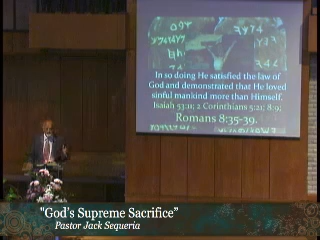 In so doing He satisfied the law of
God and demonstrated that He loved
sinful mankind more than Himself.
Isaiah 53:11; 2 Corinthians 5:21; 8:9;
Romans 8:35-39.
"God's Supreme Sacrifice"
Pastor Jack Sequeria